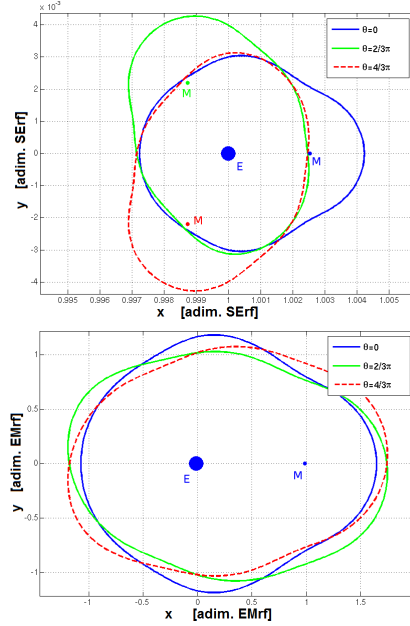 x 10⁻³
4
3
2
1
0
-1
-2
-3
-4
y [adim. SErf]
θ=0
θ=2/3π
θ=4/3π
M
M
E
M
0.995 0.996 0.997 0.998 0.999 1 1.001 1.002 1.003 1.004 1.005
x [adim. SErf]
1
0.5
0
-0.5
-1
y [adim. EMrf]
θ=0
θ=2/3π
θ=4/3π
E
M
-1 -0.5 0 0.5 1 1.5
x [adim. EMrf]